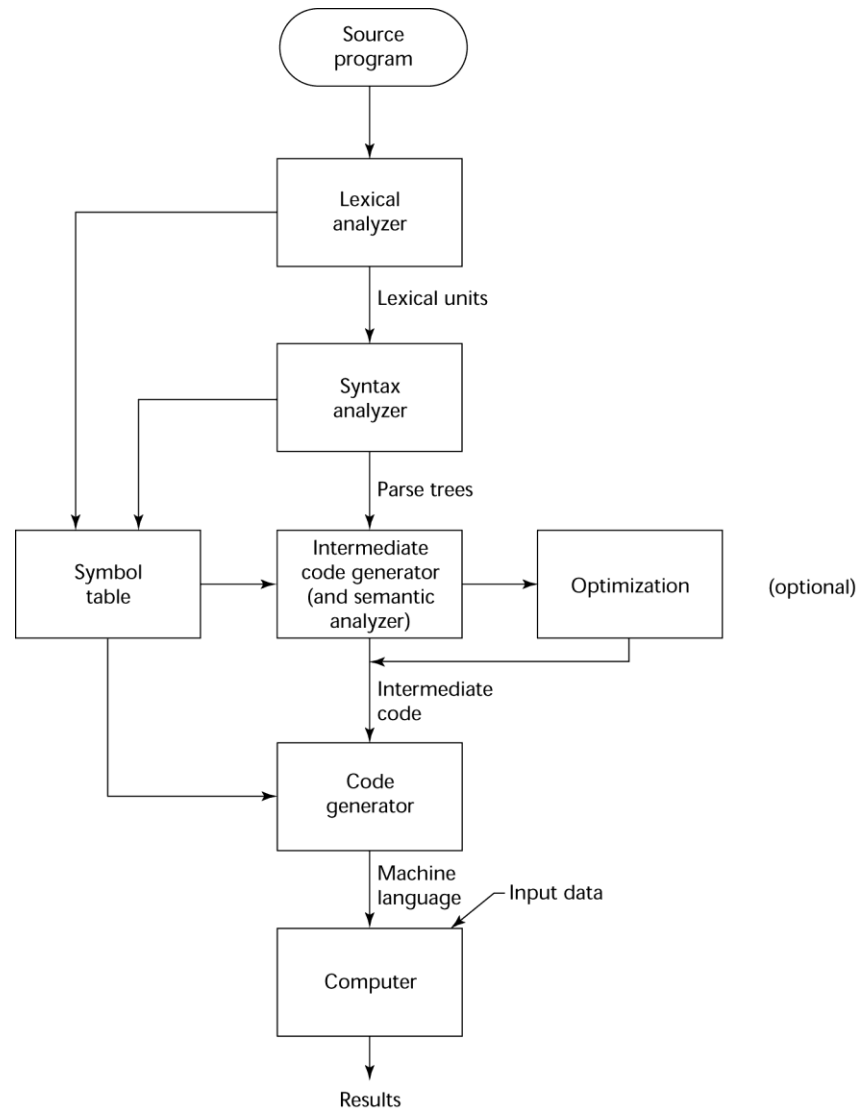 Source
program
Lexical
analyzer
Lexical units
Syntax
analyzer
Parse trees
Symbol
table
Intermediate
code generator
(and semantic
analyzer)
Optimization
(optional)
Intermediate
code
Code
generator
Machine
language
Input data
Computer
Results